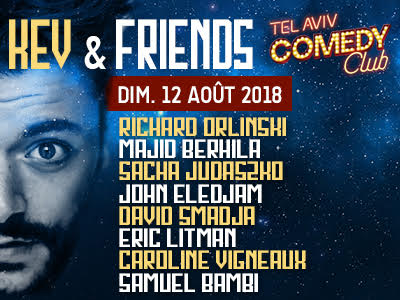 KEV & FRIENDS
TEL AVIV
COMEDY
Club
DIM. 12 AOÛT 2018
RICHARD ORLINSKI
MAJID BERHILA
SACHA JUDASZKO
JOHN ELEDJAM
DAVID SMADJA
ERIC LITMAN
CAROLINE VIGNEAUX
SAMUEL BAMBI